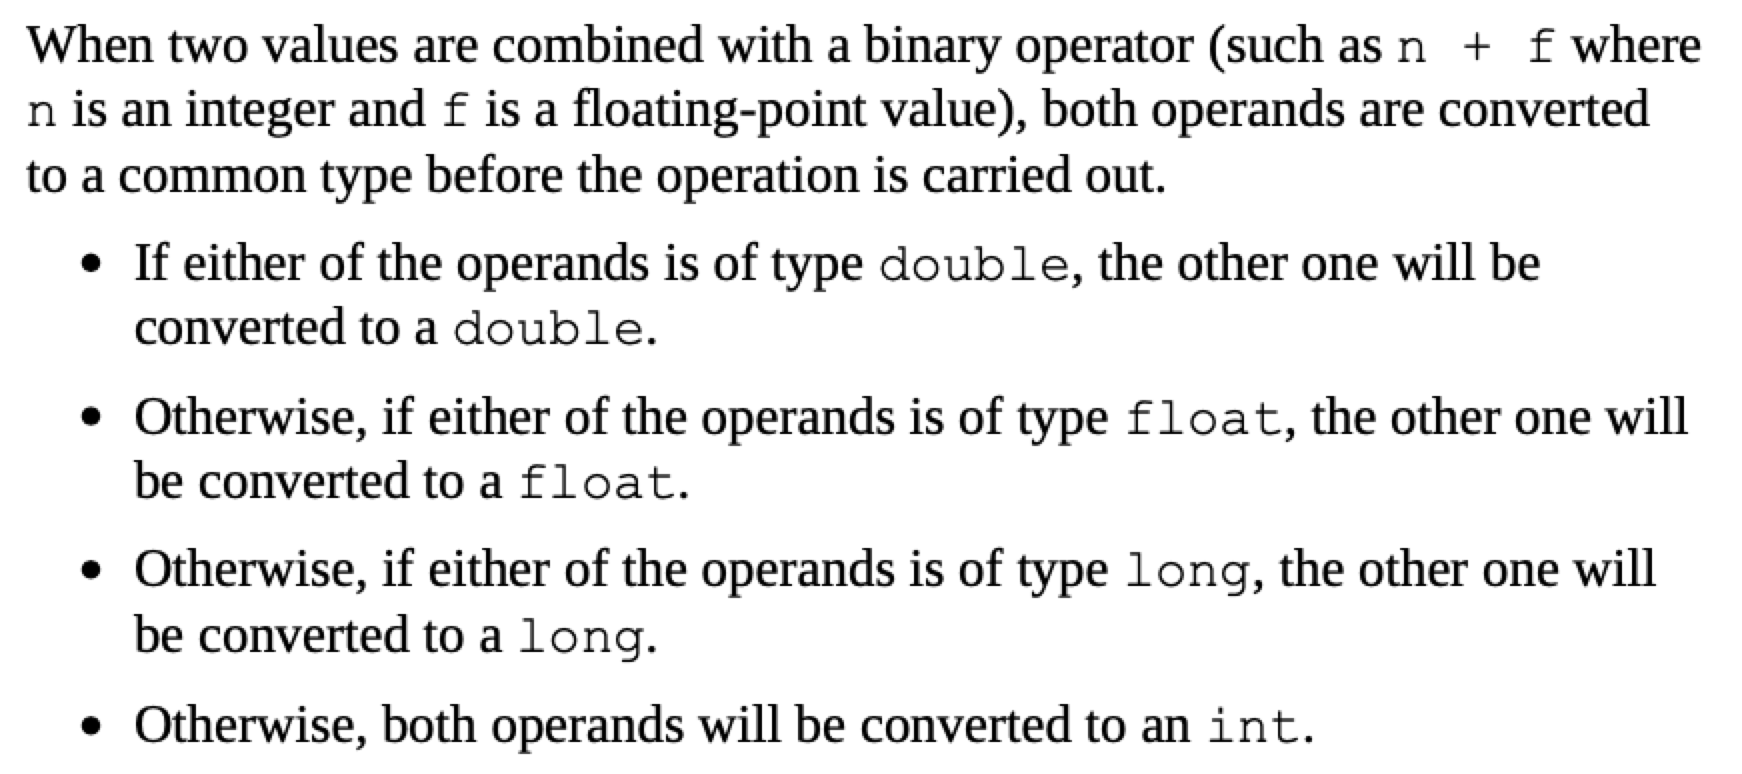 When two values are combined with a binary operator (such as n + f where
n is an integer and f is a floating-point value), both operands are converted
to a common type before the operation is carried out.
• If either of the operands is of type double, the other one will be
converted to a double.
• Otherwise, if either of the operands is of type float, the other one will
be converted to a float.
• Otherwise, if either of the operands is of type long, the other one will
be converted to a long.
• Otherwise, both operands will be converted to an int.